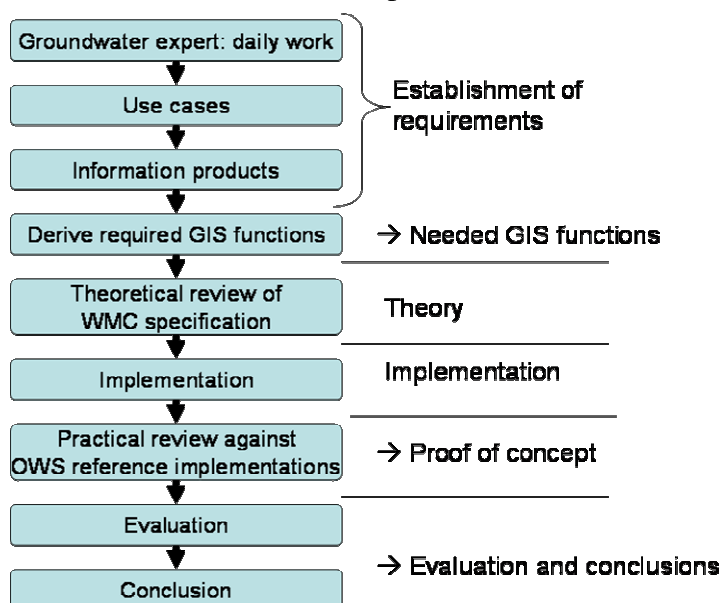 Groundwater expert: daily work
Use cases
Information products
Establishment of
requirements
Derive required GIS functions
→ Needed GIS functions
Theoretical review of
WMC specification
Theory
Implementation
Implementation
Practical review against
OWS reference implementations
→ Proof of concept
Evaluation
Conclusion
→ Evaluation and conclusions